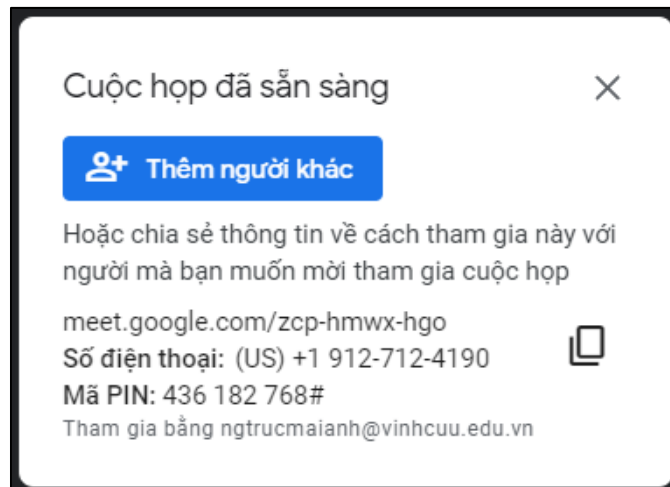 Cuộc họp đã sẵn sàng
Thêm người khác
Hoặc chia sẻ thông tin về cách tham gia này với
người mà bạn muốn mời tham gia cuộc họp
meet.google.com/zcp-hmwx-hgo
Số điện thoại: (US) +1 912-712-4190
Mã PIN: 436 182 768#
Tham gia bằng ngtrucmaianh@vinhcuu.edu.vn